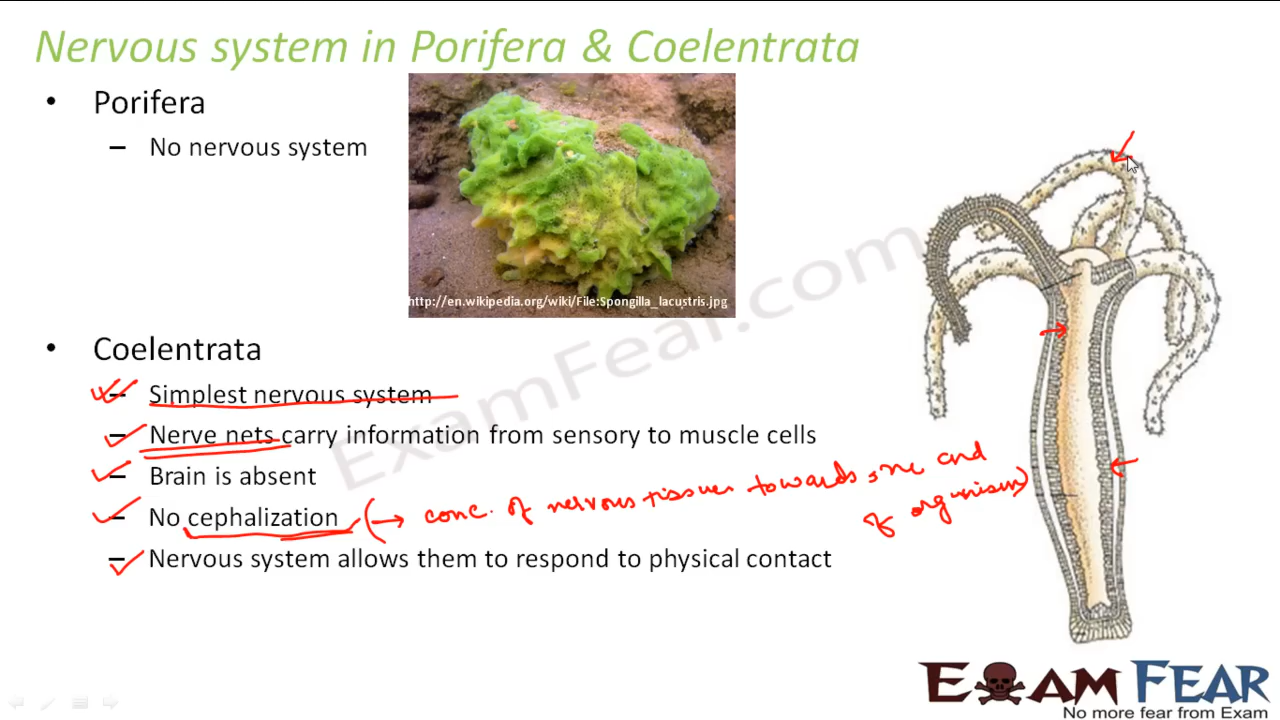 Nervous system in Porifera & Coelentrata
• Porifera
– No nervous system
http://en.wikipedia.org/wiki/File:Spongilla_lacustris.jpg
ExamFear.com
• Coelentrata
– Simplest nervous system
– Nerve nets carry information from sensory to muscle cells
– Brain is absent
– No cephalization (→ conc. of nervous tissues towards one end
of organism)
– Nervous system allows them to respond to physical contact
EXAM FEAR
No more fear from Exam